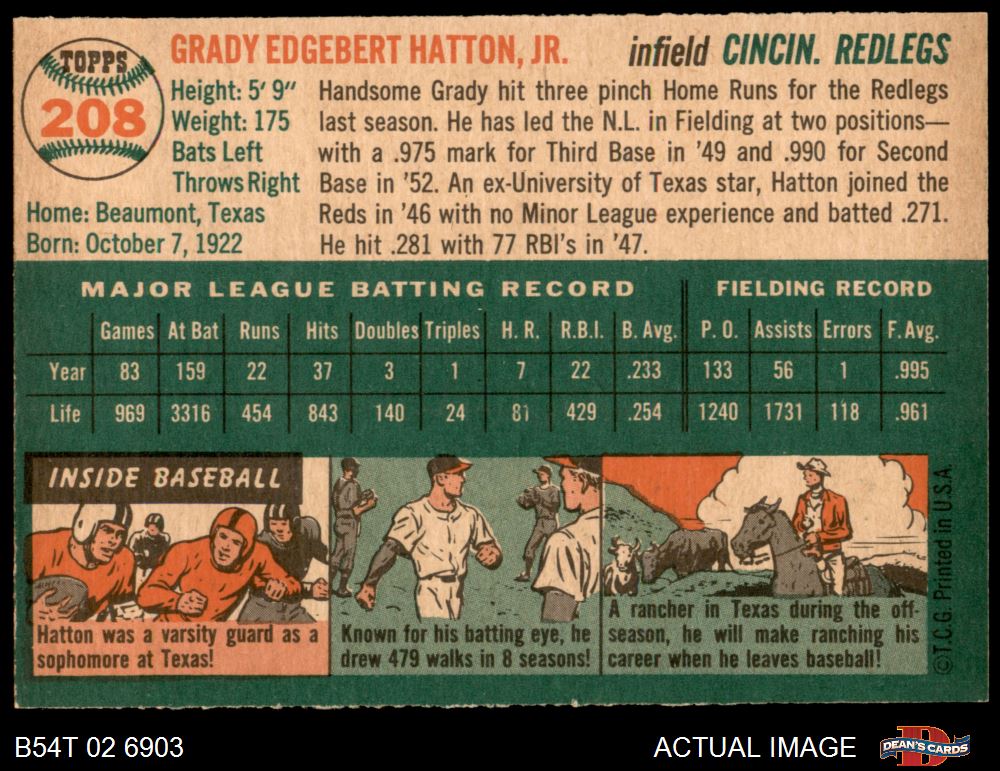 TOPPS
208
GRADY EDGEBERT HATTON, JR. infield CINCIN. REDLEGS
Height: 5' 9"
Weight: 175
Bats Left
Throws Right
Home: Beaumont, Texas
Born: October 7, 1922
Handsome Grady hit three pinch Home Runs for the Redlegs
last season. He has led the N.L. in Fielding at two positions—
with a .975 mark for Third Base in '49 and .990 for Second
Base in '52. An ex-University of Texas star, Hatton joined the
Reds in '46 with no Minor League experience and batted .271.
He hit .281 with 77 RBI's in '47.
MAJOR LEAGUE BATTING RECORD FIELDING RECORD
Games At Bat Runs Hits Doubles Triples H. R. R.B.I. B. Avg. P. O. Assists Errors F. Avg.
Year 83 159 22 37 3 1 7 22 .233 133 56 1 .995
Life 969 3316 454 843 140 24 81 429 .254 1240 1731 118 .961
INSIDE BASEBALL
Hatton was a varsity guard as a
sophomore at Texas!
Known for his batting eye, he
drew 479 walks in 8 seasons!
A rancher in Texas during the off-
season, he will make ranching his
career when he leaves baseball!
©T.C.G. Printed in U.S.A.
B54T 02 6903
ACTUAL IMAGE
DEAN'S CARDS